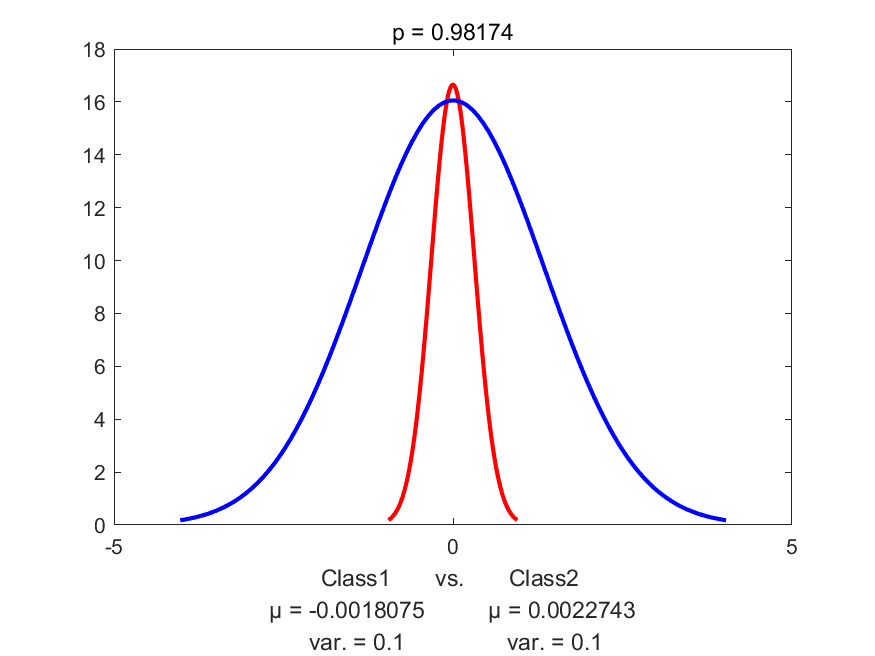 p = 0.98174
18
16
14
12
10
8
6
4
2
0
-5 0 5
Class1 vs. Class2
μ = -0.0018075 μ = 0.0022743
var. = 0.1 var. = 0.1